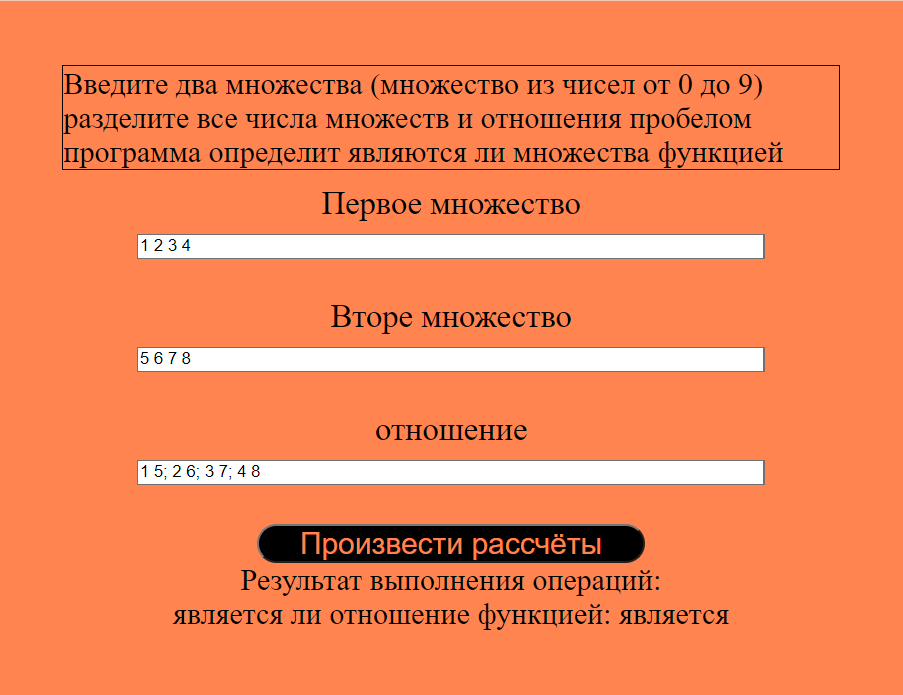 Введите два множества (множество из чисел от 0 до 9)
разделите все числа множеств и отношения пробелом
программа определит являются ли множества функцией
Первое множество
1 2 3 4
Вторе множество
5 6 7 8
отношение
1 5; 2 6; 3 7; 4 8
Произвести рассчёты
Результат выполнения операций:
является ли отношение функцией: является